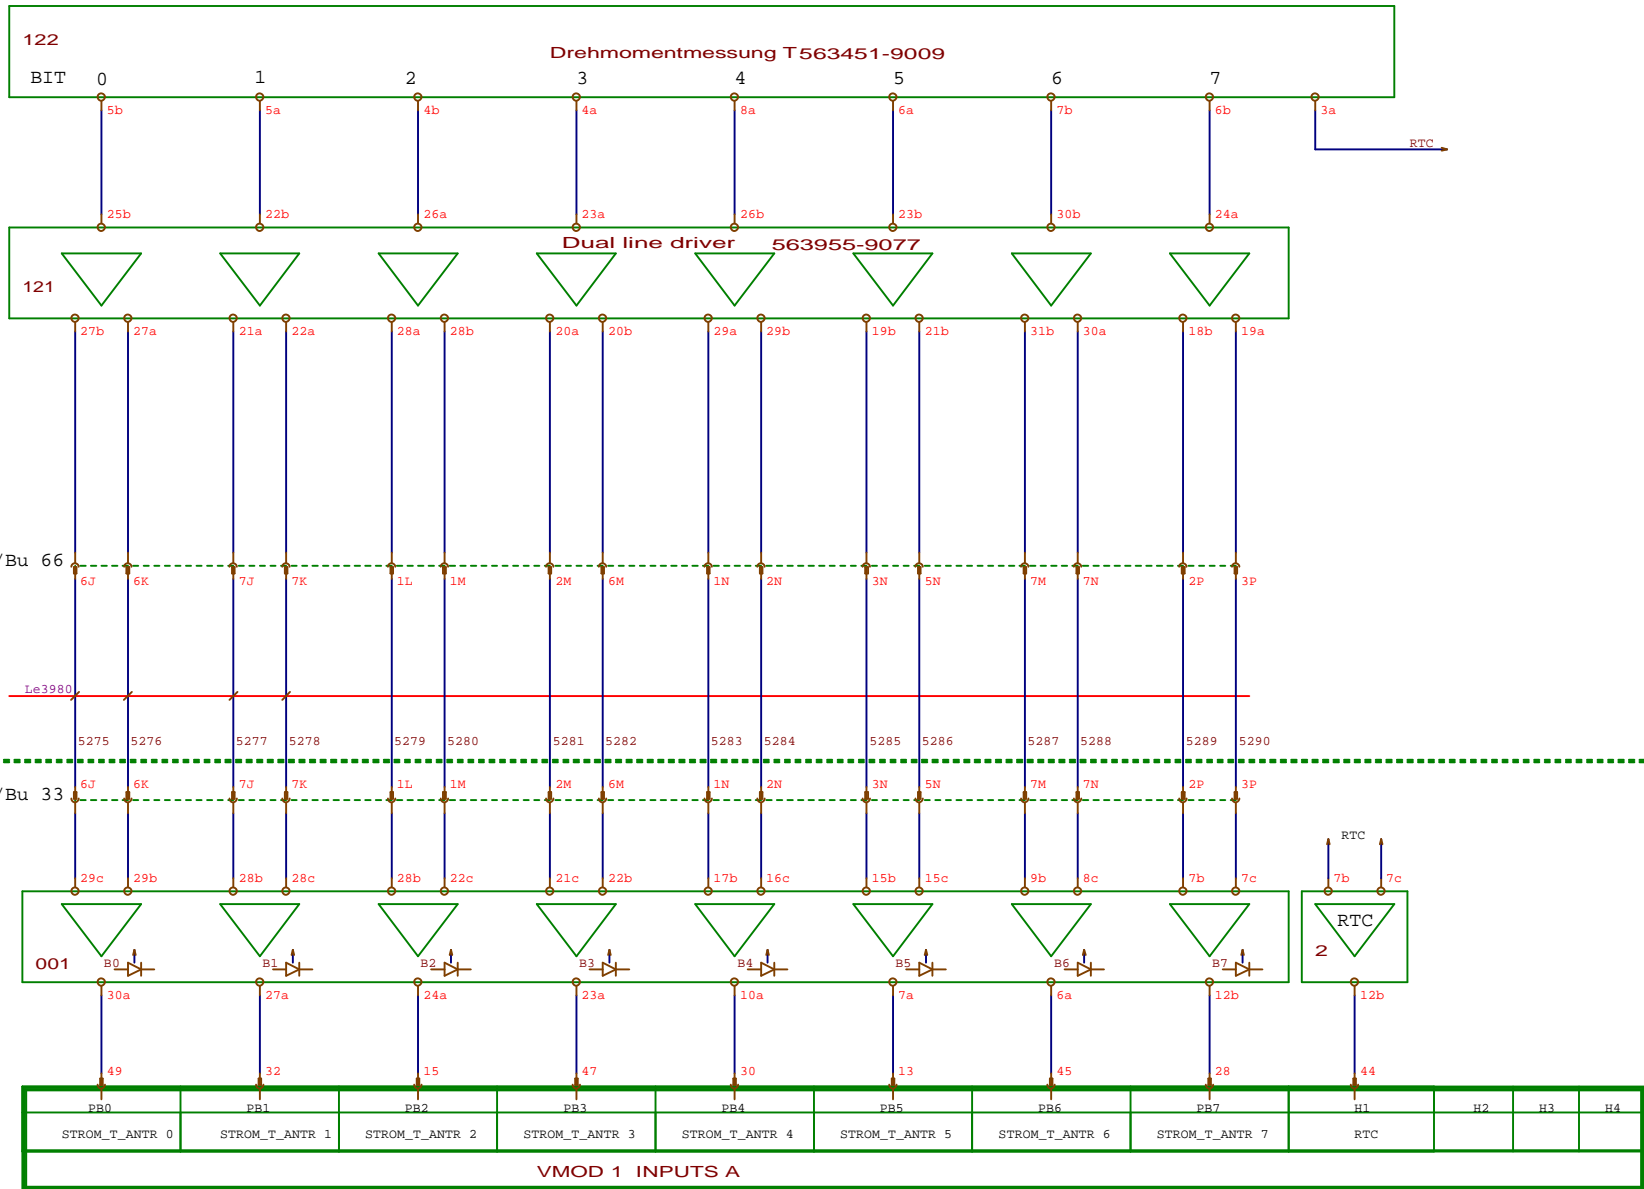 122
Drehmomentmessung T563451-9009
BIT 0 1 2 3 4 5 6 7
5b 5a 4b 4a 8a 6a 7b 6b 3a
RTC
25b 22b 26a 23a 26b 23b 30b 24a
Dual line driver 563955-9077
121
27b 27a 21a 22a 28a 28b 20a 20b 29a 29b 19b 21b 31b 30a 18b 19a
/Bu 66
6J 6K 7J 7K 1L 1M 2M 6M 1N 2N 3N 5N 7M 7N 2P 3P
Le3980
5275 5276 5277 5278 5279 5280 5281 5282 5283 5284 5285 5286 5287 5288 5289 5290
6J 6K 7J 7K 1L 1M 2M 6M 1N 2N 3N 5N 7M 7N 2P 3P
/Bu 33
RTC
29c 29b 28b 28c 28b 22c 21c 22b 17b 16c 15b 15c 9b 8c 7b 7c 7b 7c
RTC
2
001 B0 B1 B2 B3 B4 B5 B6 B7
30a 27a 24a 23a 10a 7a 6a 12b 12b
49 32 15 47 30 13 45 28 44
PB0 PB1 PB2 PB3 PB4 PB5 PB6 PB7 H1 H2 H3 H4
STROM_T_ANTR 0 STROM_T_ANTR 1 STROM_T_ANTR 2 STROM_T_ANTR 3 STROM_T_ANTR 4 STROM_T_ANTR 5 STROM_T_ANTR 6 STROM_T_ANTR 7 RTC
VMOD 1 INPUTS A